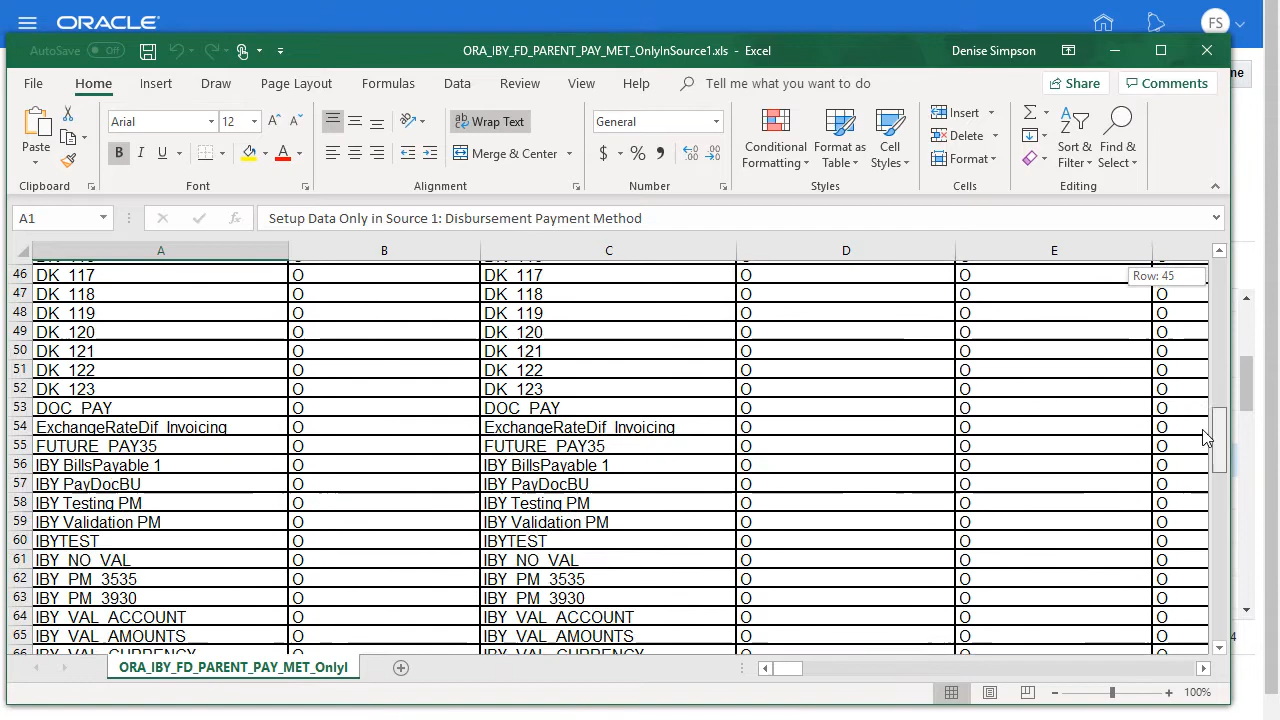 ORACLE
FS
AutoSave Off
ORA_IBY_FD_PARENT_PAY_MET_OnlyInSource1.xls - Excel
Denise Simpson
ne
File Home Insert Draw Page Layout Formulas Data Review View Help Tell me what you want to do Share Comments
Paste
Arial 12
Wrap Text
General
Merge & Center
$ % ,
Conditional Formatting
Format as Table
Cell Styles
Insert
Delete
Format
Sort & Filter
Find & Select
Clipboard Font Alignment Number Styles Cells Editing
A1 fx Setup Data Only in Source 1: Disbursement Payment Method
A B C D E
Row: 45
46 DK_117 O DK_117 O O
47 DK_118 O DK_118 O O O
48 DK_119 O DK_119 O O O
49 DK_120 O DK_120 O O O
50 DK_121 O DK_121 O O O
51 DK_122 O DK_122 O O O
52 DK_123 O DK_123 O O O
53 DOC_PAY O DOC_PAY O O O
54 ExchangeRateDif_Invoicing O ExchangeRateDif_Invoicing O O O
55 FUTURE_PAY35 O FUTURE_PAY35 O O O
56 IBY BillsPayable 1 O IBY BillsPayable 1 O O O
57 IBY PayDocBU O IBY PayDocBU O O O
58 IBY Testing PM O IBY Testing PM O O O
59 IBY Validation PM O IBY Validation PM O O O
60 IBYTEST O IBYTEST O O O
61 IBY_NO_VAL O IBY_NO_VAL O O O
62 IBY_PM_3535 O IBY_PM_3535 O O O
63 IBY_PM_3930 O IBY_PM_3930 O O O
64 IBY_VAL_ACCOUNT O IBY_VAL_ACCOUNT O O O
65 IBY_VAL_AMOUNTS O IBY_VAL_AMOUNTS O O O
66 IBY_VAL_CURRENCY O IBY_VAL_CURRENCY O O O
ORA_IBY_FD_PARENT_PAY_MET_OnlyI
4
100%